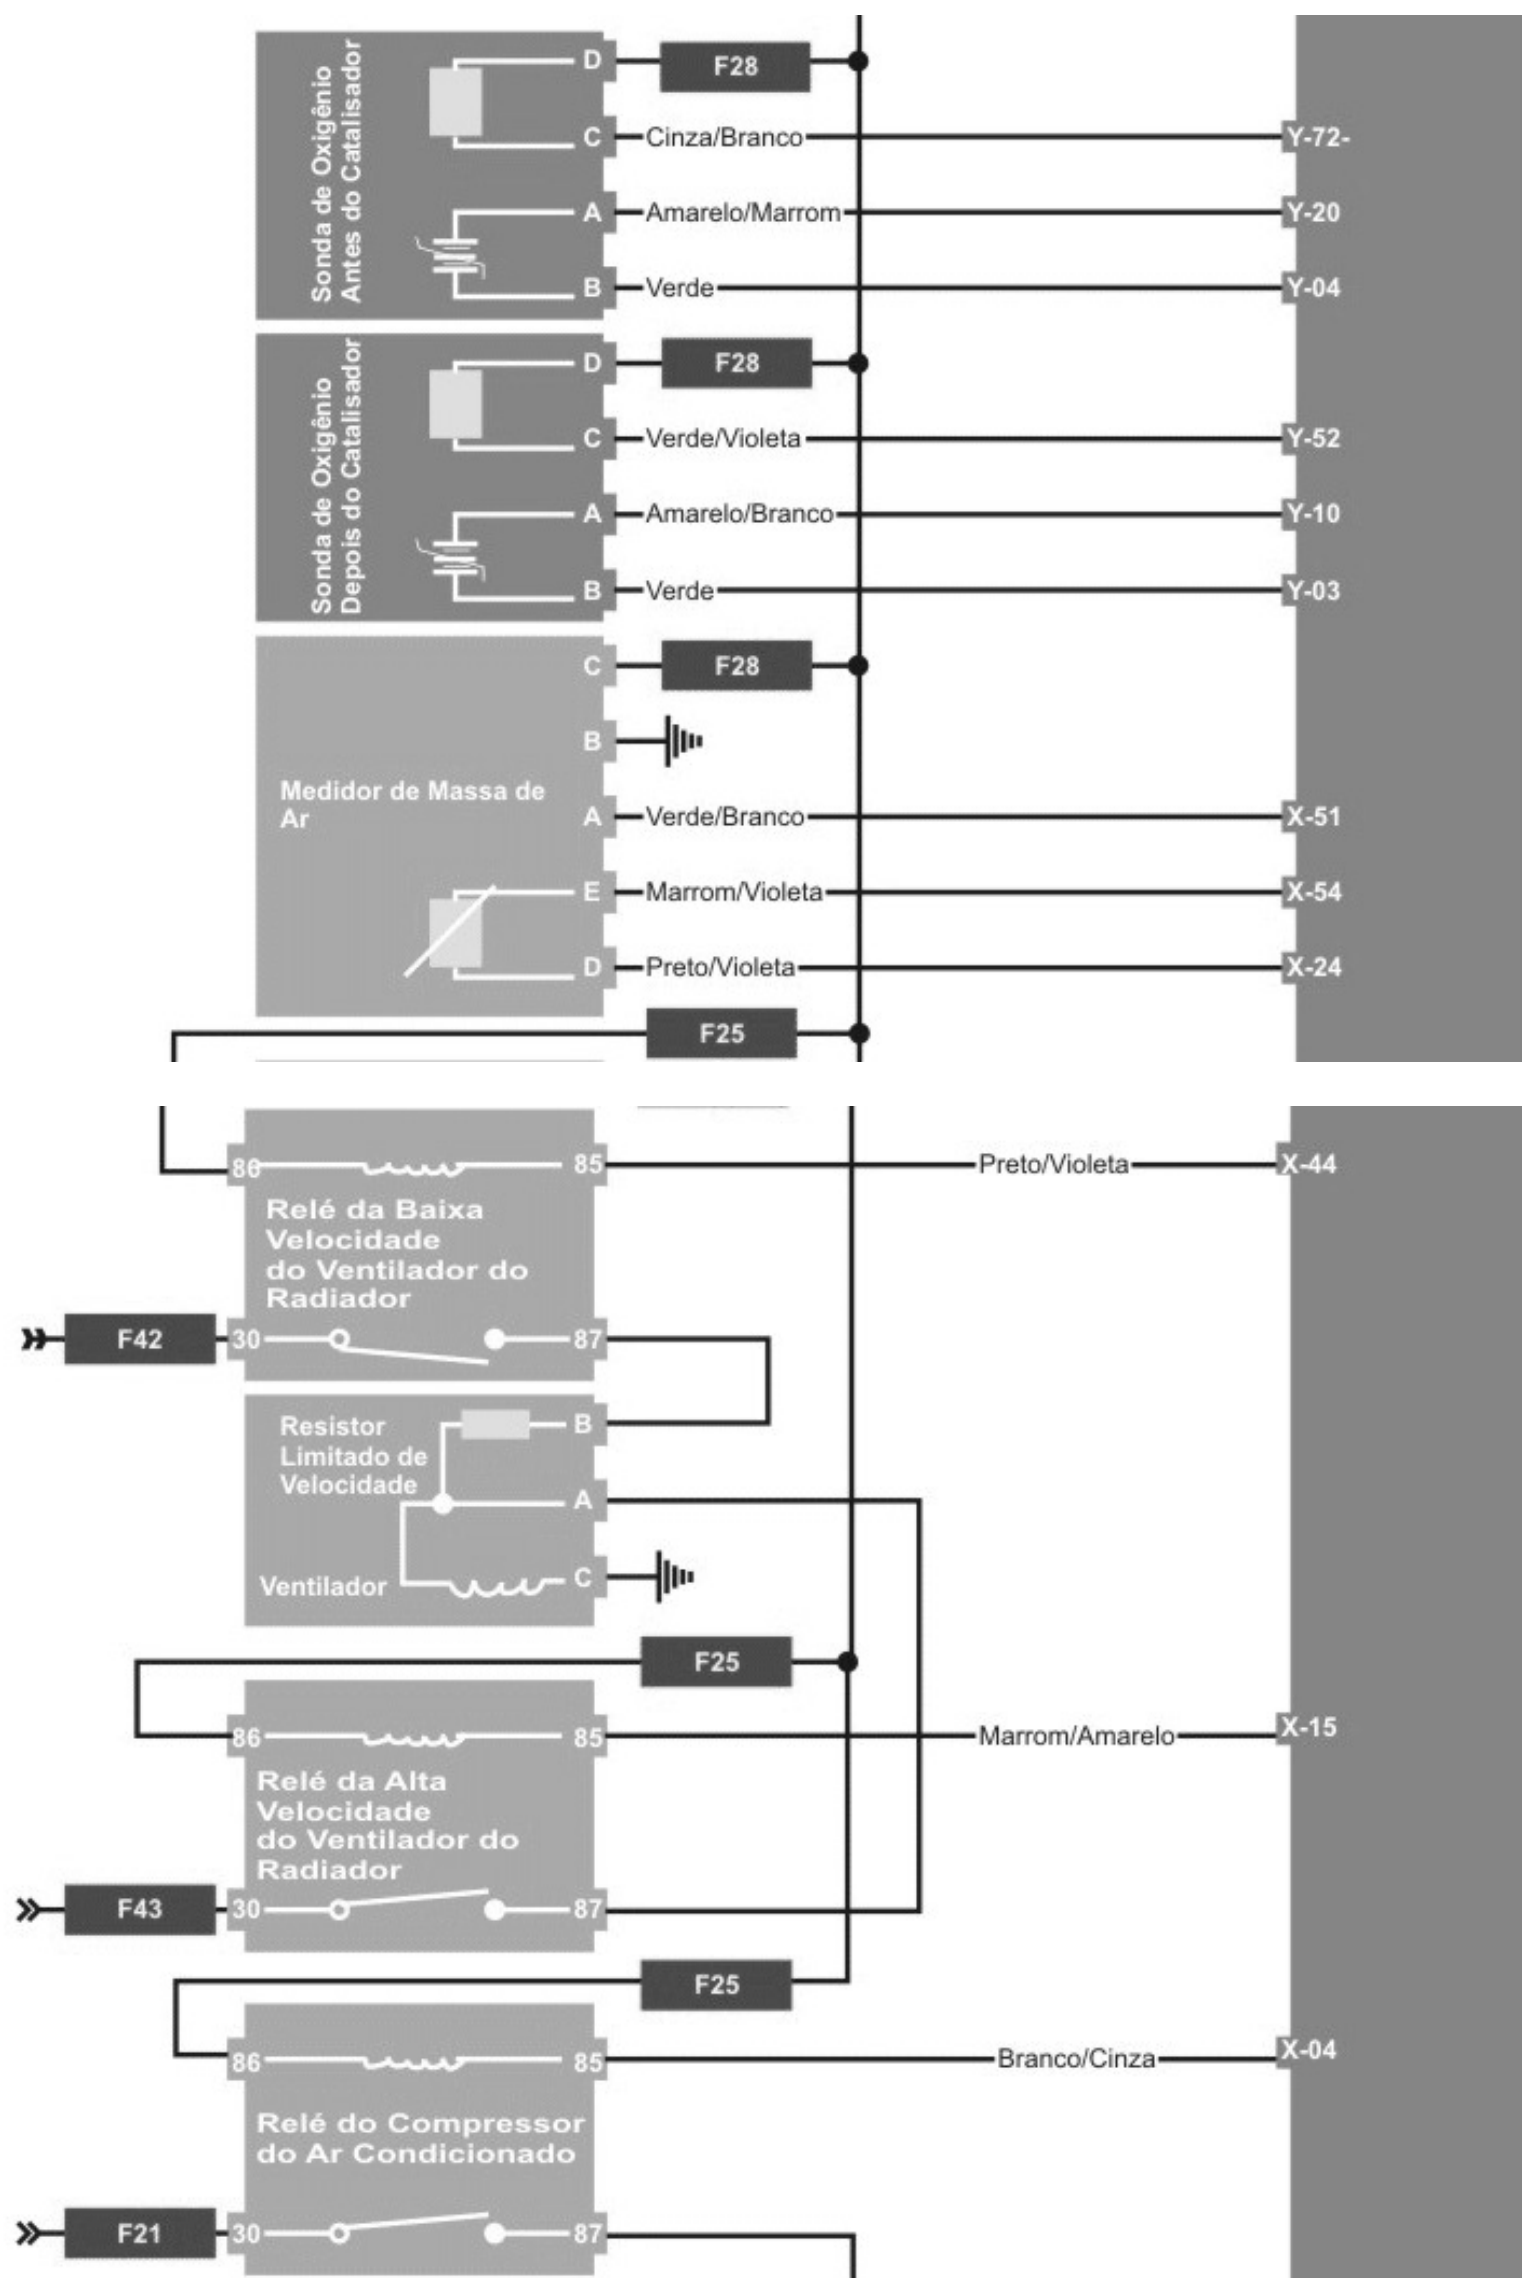 Sonda de Oxigênio
Antes do Catalisador
D
F28
C
Cinza/Branco
Y-72-
A
Amarelo/Marrom
Y-20
B
Verde
Y-04
Sonda de Oxigênio
Depois do Catalisador
D
F28
C
Verde/Violeta
Y-52
A
Amarelo/Branco
Y-10
B
Verde
Y-03
C
F28
B
Medidor de Massa de
Ar
A
Verde/Branco
X-51
E
Marrom/Violeta
X-54
D
Preto/Violeta
X-24
F25
86
85
Preto/Violeta
X-44
Relé da Baixa
Velocidade
do Ventilador do
Radiador
F42
30
87
Resistor
Limitado de
Velocidade
B
A
Ventilador
C
F25
86
85
Marrom/Amarelo
X-15
Relé da Alta
Velocidade
do Ventilador do
Radiador
F43
30
87
F25
86
85
Branco/Cinza
X-04
Relé do Compressor
do Ar Condicionado
F21
30
87